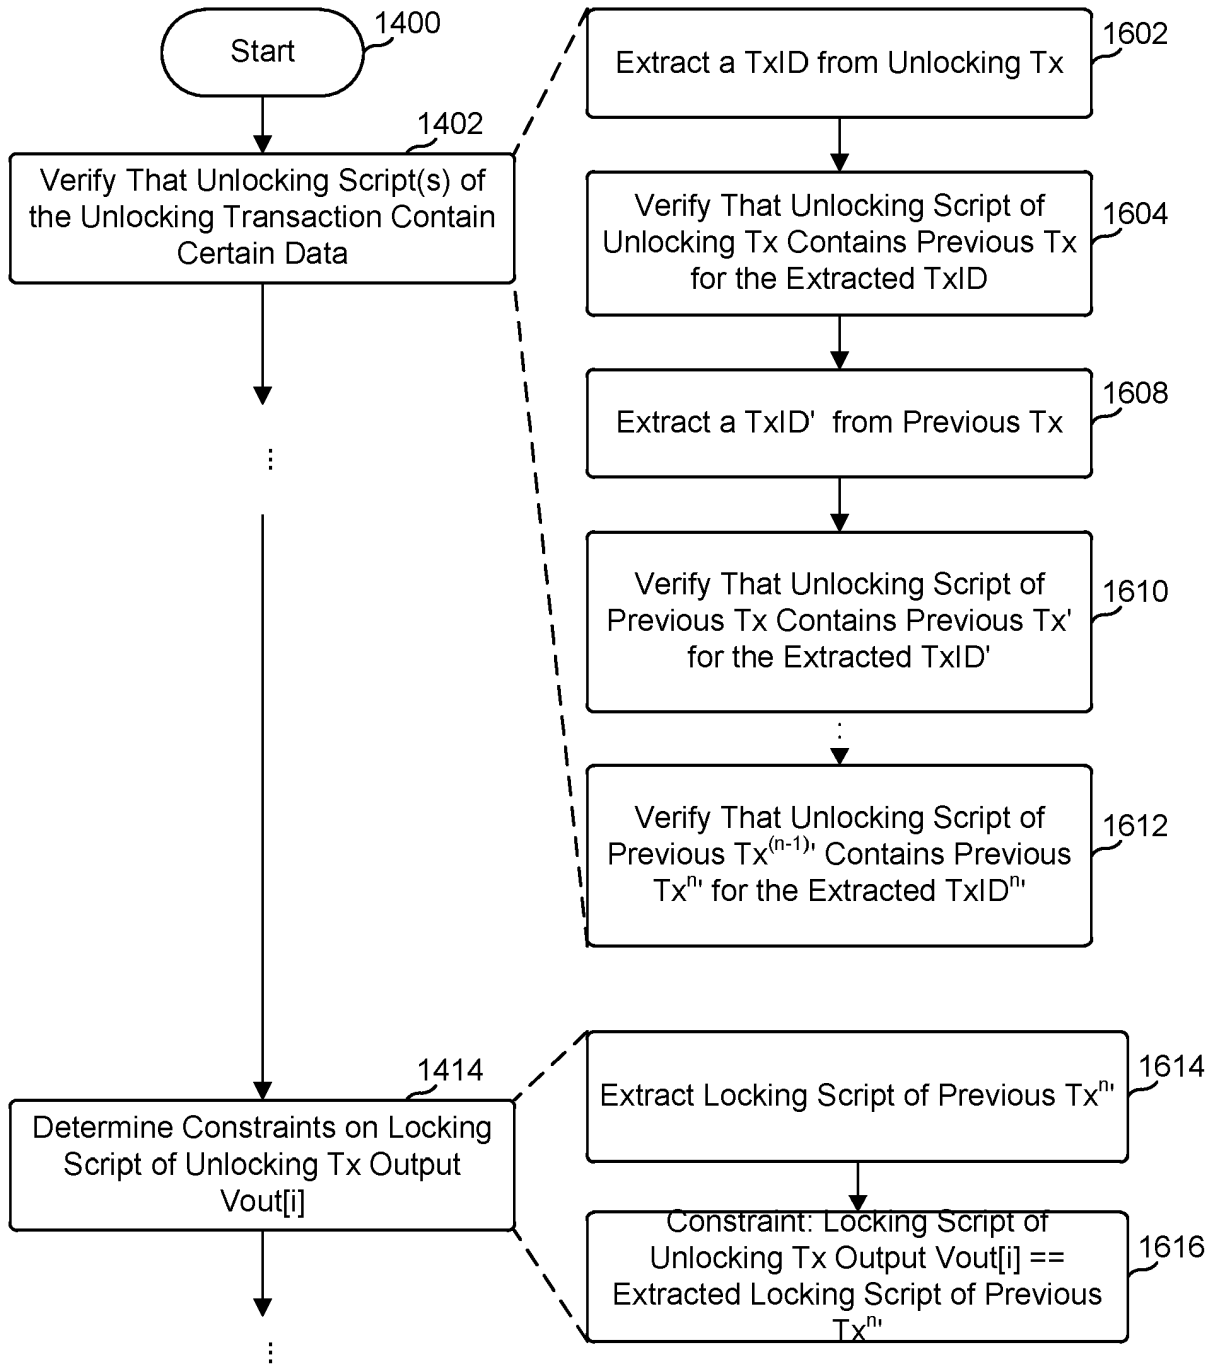 Start
1400
1402
Verify That Unlocking Script(s) of
the Unlocking Transaction Contain
Certain Data
...
1602
Extract a TxID from Unlocking Tx
1604
Verify That Unlocking Script of
Unlocking Tx Contains Previous Tx
for the Extracted TxID
1608
Extract a TxID' from Previous Tx
1610
Verify That Unlocking Script of
Previous Tx Contains Previous Tx'
for the Extracted TxID'
...
1612
Verify That Unlocking Script of
Previous Tx^(n-1)' Contains Previous
Tx^n' for the Extracted TxID^n'
1414
Determine Constraints on Locking
Script of Unlocking Tx Output
Vout[i]
...
1614
Extract Locking Script of Previous Tx^n'
1616
Constraint: Locking Script of
Unlocking Tx Output Vout[i] ==
Extracted Locking Script of Previous
Tx^n'